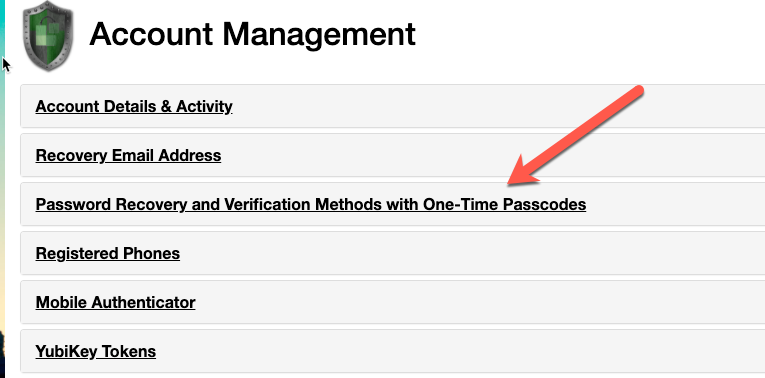 Account Management
Account Details & Activity
Recovery Email Address
Password Recovery and Verification Methods with One-Time Passcodes
Registered Phones
Mobile Authenticator
YubiKey Tokens